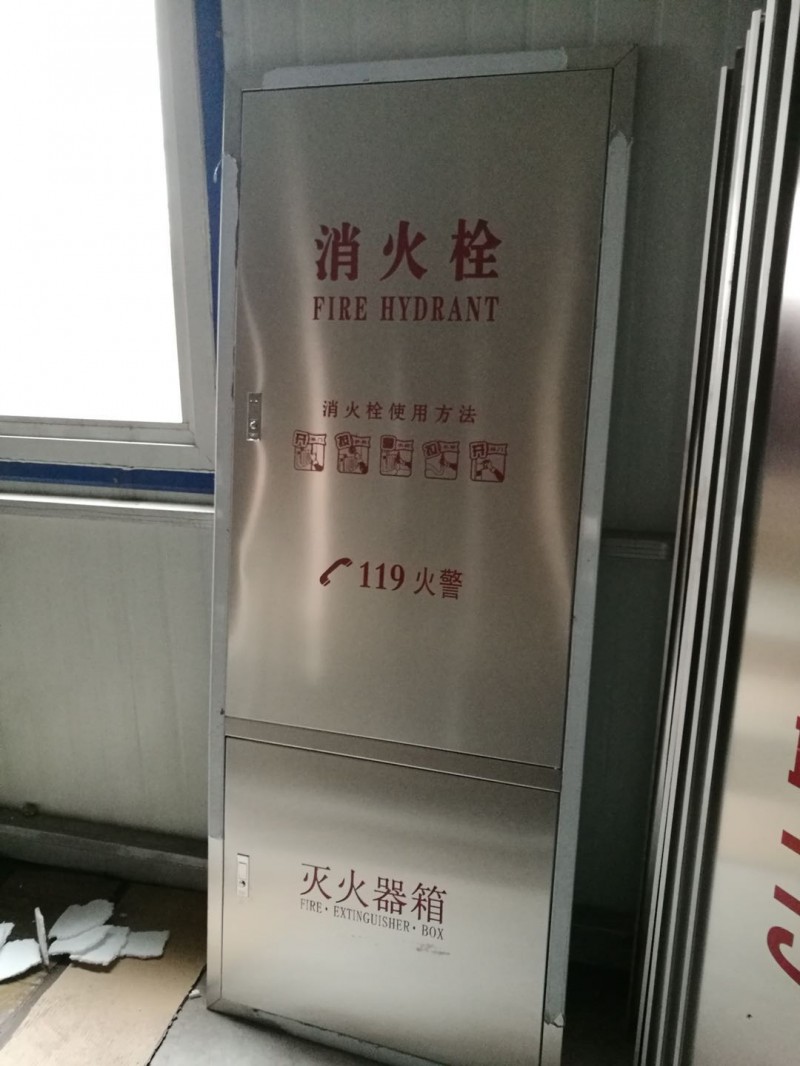 消火栓
FIRE HYDRANT
消火栓使用方法
119火警
灭火器箱
FIRE·EXTINGUISHER·BOX